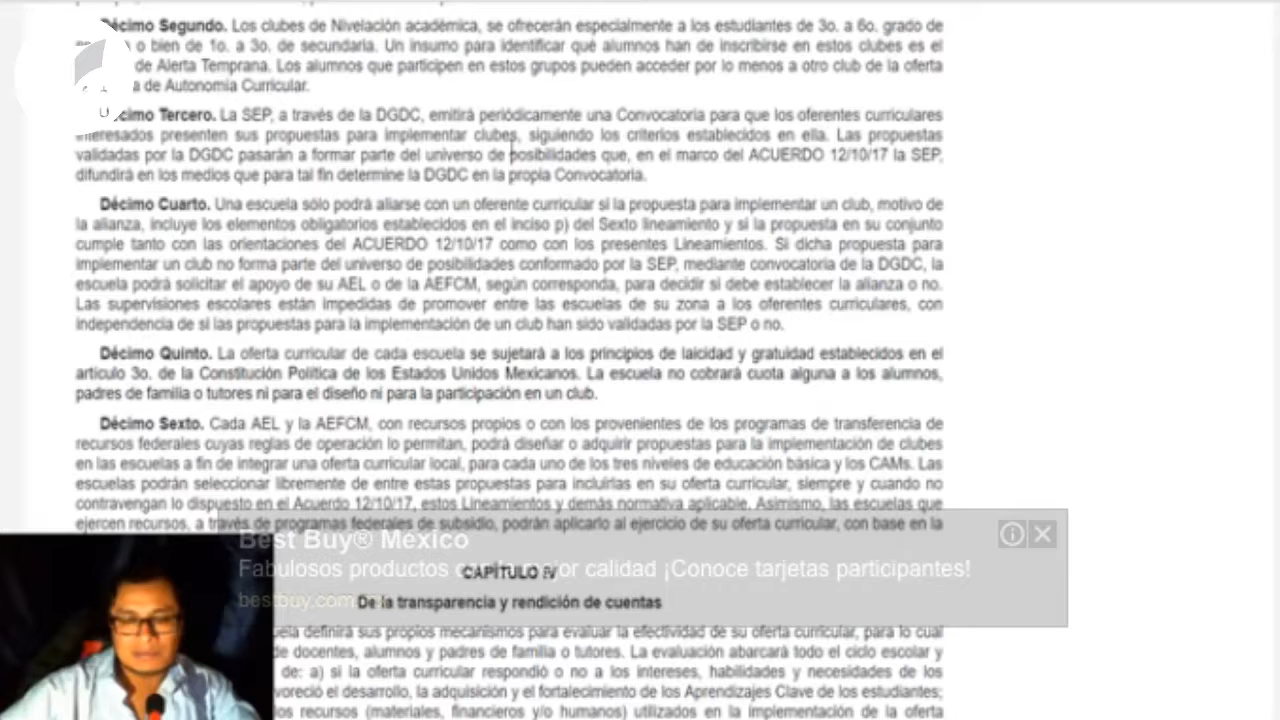 Décimo Segundo. Los clubes de Nivelación académica, se ofrecerán especialmente a los estudiantes de 3o. a 6o. grado de
o bien de 1o. a 3o. de secundaria. Un insumo para identificar qué alumnos han de inscribirse en estos clubes es el
de Alerta Temprana. Los alumnos que participen en estos grupos pueden acceder por lo menos a otro club de la oferta
de Autonomía Curricular.
Décimo Tercero. La SEP, a través de la DGDC, emitirá periódicamente una Convocatoria para que los oferentes curriculares
interesados presenten sus propuestas para implementar clubes, siguiendo los criterios establecidos en ella. Las propuestas
validadas por la DGDC pasarán a formar parte del universo de posibilidades que, en el marco del ACUERDO 12/10/17 la SEP,
difundirá en los medios que para tal fin determine la DGDC en la propia Convocatoria.
Décimo Cuarto. Una escuela sólo podrá aliarse con un oferente curricular si la propuesta para implementar un club, motivo de
la alianza, incluye los elementos obligatorios establecidos en el inciso p) del Sexto lineamiento y si la propuesta en su conjunto
cumple tanto con las orientaciones del ACUERDO 12/10/17 como con los presentes Lineamientos. Si dicha propuesta para
implementar un club no forma parte del universo de posibilidades conformado por la SEP, mediante convocatoria de la DGDC, la
escuela podrá solicitar el apoyo de su AEL o de la AEFCM, según corresponda, para decidir si debe establecer la alianza o no.
Las supervisiones escolares están impedidas de promover entre las escuelas de su zona a los oferentes curriculares, con
independencia de si las propuestas para la implementación de un club han sido validadas por la SEP o no.
Décimo Quinto. La oferta curricular de cada escuela se sujetará a los principios de laicidad y gratuidad establecidos en el
artículo 3o. de la Constitución Política de los Estados Unidos Mexicanos. La escuela no cobrará cuota alguna a los alumnos,
padres de familia o tutores ni para el diseño ni para la participación en un club.
Décimo Sexto. Cada AEL y la AEFCM, con recursos propios o con los provenientes de los programas de transferencia de
recursos federales cuyas reglas de operación lo permitan, podrá diseñar o adquirir propuestas para la implementación de clubes
en las escuelas a fin de integrar una oferta curricular local, para cada uno de los tres niveles de educación básica y los CAMs. Las
escuelas podrán seleccionar libremente de entre estas propuestas para incluirlas en su oferta curricular, siempre y cuando no
contravengan lo dispuesto en el Acuerdo 12/10/17, estos Lineamientos y demás normativa aplicable. Asimismo, las escuelas que
ejercen recursos, a través de programas federales de subsidio, podrán aplicarlo al ejercicio de su oferta curricular, con base en la
Best Buy® México
Fabulosos productos calidad ¡Conoce tarjetas participantes!
bestbuy.com
CAPÍTULO IV
De la transparencia y rendición de cuentas
definirá sus propios mecanismos para evaluar la efectividad de su oferta curricular, para lo cual
de docentes, alumnos y padres de familia o tutores. La evaluación abarcará todo el ciclo escolar y
de: a) si la oferta curricular respondió o no a los intereses, habilidades y necesidades de los
el desarrollo, la adquisición y el fortalecimiento de los Aprendizajes Clave de los estudiantes;
recursos (materiales, financieros y/o humanos) utilizados en la implementación de la oferta